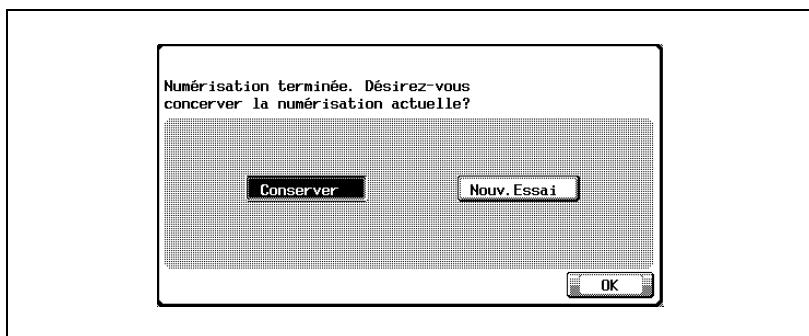 Numérisation terminée. Désirez-vous
concerver la numérisation actuelle?
Conserver Nouv.Essai
OK